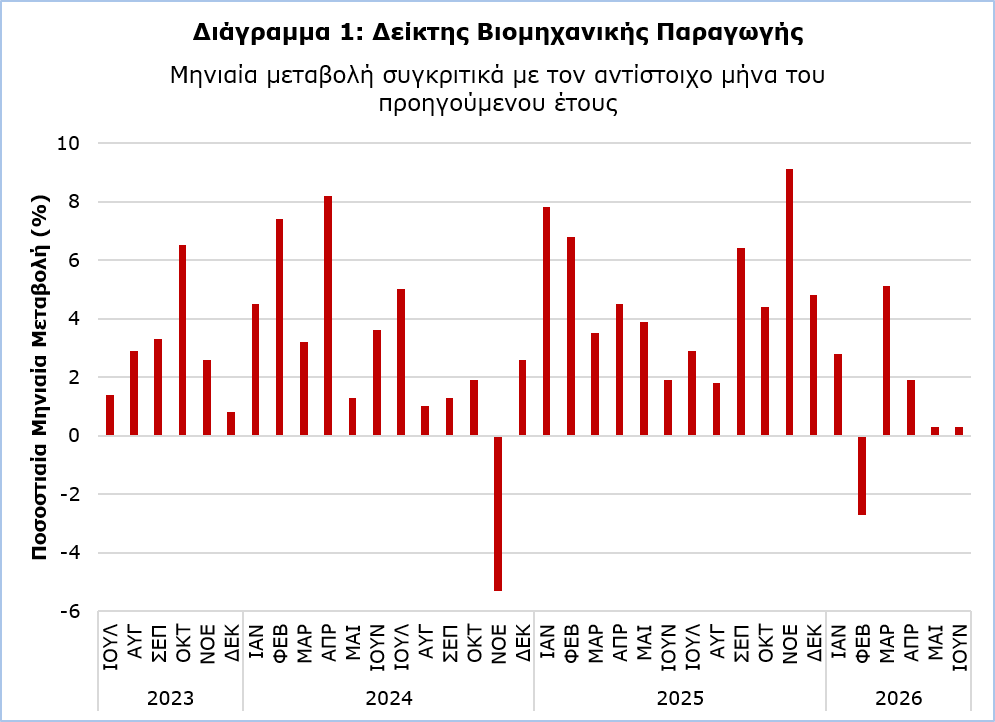 Διάγραμμα 1: Δείκτης Βιομηχανικής Παραγωγής
Μηνιαία μεταβολή συγκριτικά με τον αντίστοιχο μήνα του
προηγούμενου έτους
Ποσοστιαία Μηνιαία Μεταβολή (%)
10
8
6
4
2
0
-2
-4
-6
ΙΟΥΛ ΑΥΓ ΣΕΠ ΟΚΤ ΝΟΕ ΔΕΚ ΙΑΝ ΦΕΒ ΜΑΡ ΑΠΡ ΜΑΙ ΙΟΥΝ ΙΟΥΛ ΑΥΓ ΣΕΠ ΟΚΤ ΝΟΕ ΔΕΚ ΙΑΝ ΦΕΒ ΜΑΡ ΑΠΡ ΜΑΙ ΙΟΥΝ ΙΟΥΛ ΑΥΓ ΣΕΠ ΟΚΤ ΝΟΕ ΔΕΚ ΙΑΝ ΦΕΒ ΜΑΡ ΑΠΡ ΜΑΙ ΙΟΥΝ
2023 2024 2025 2026